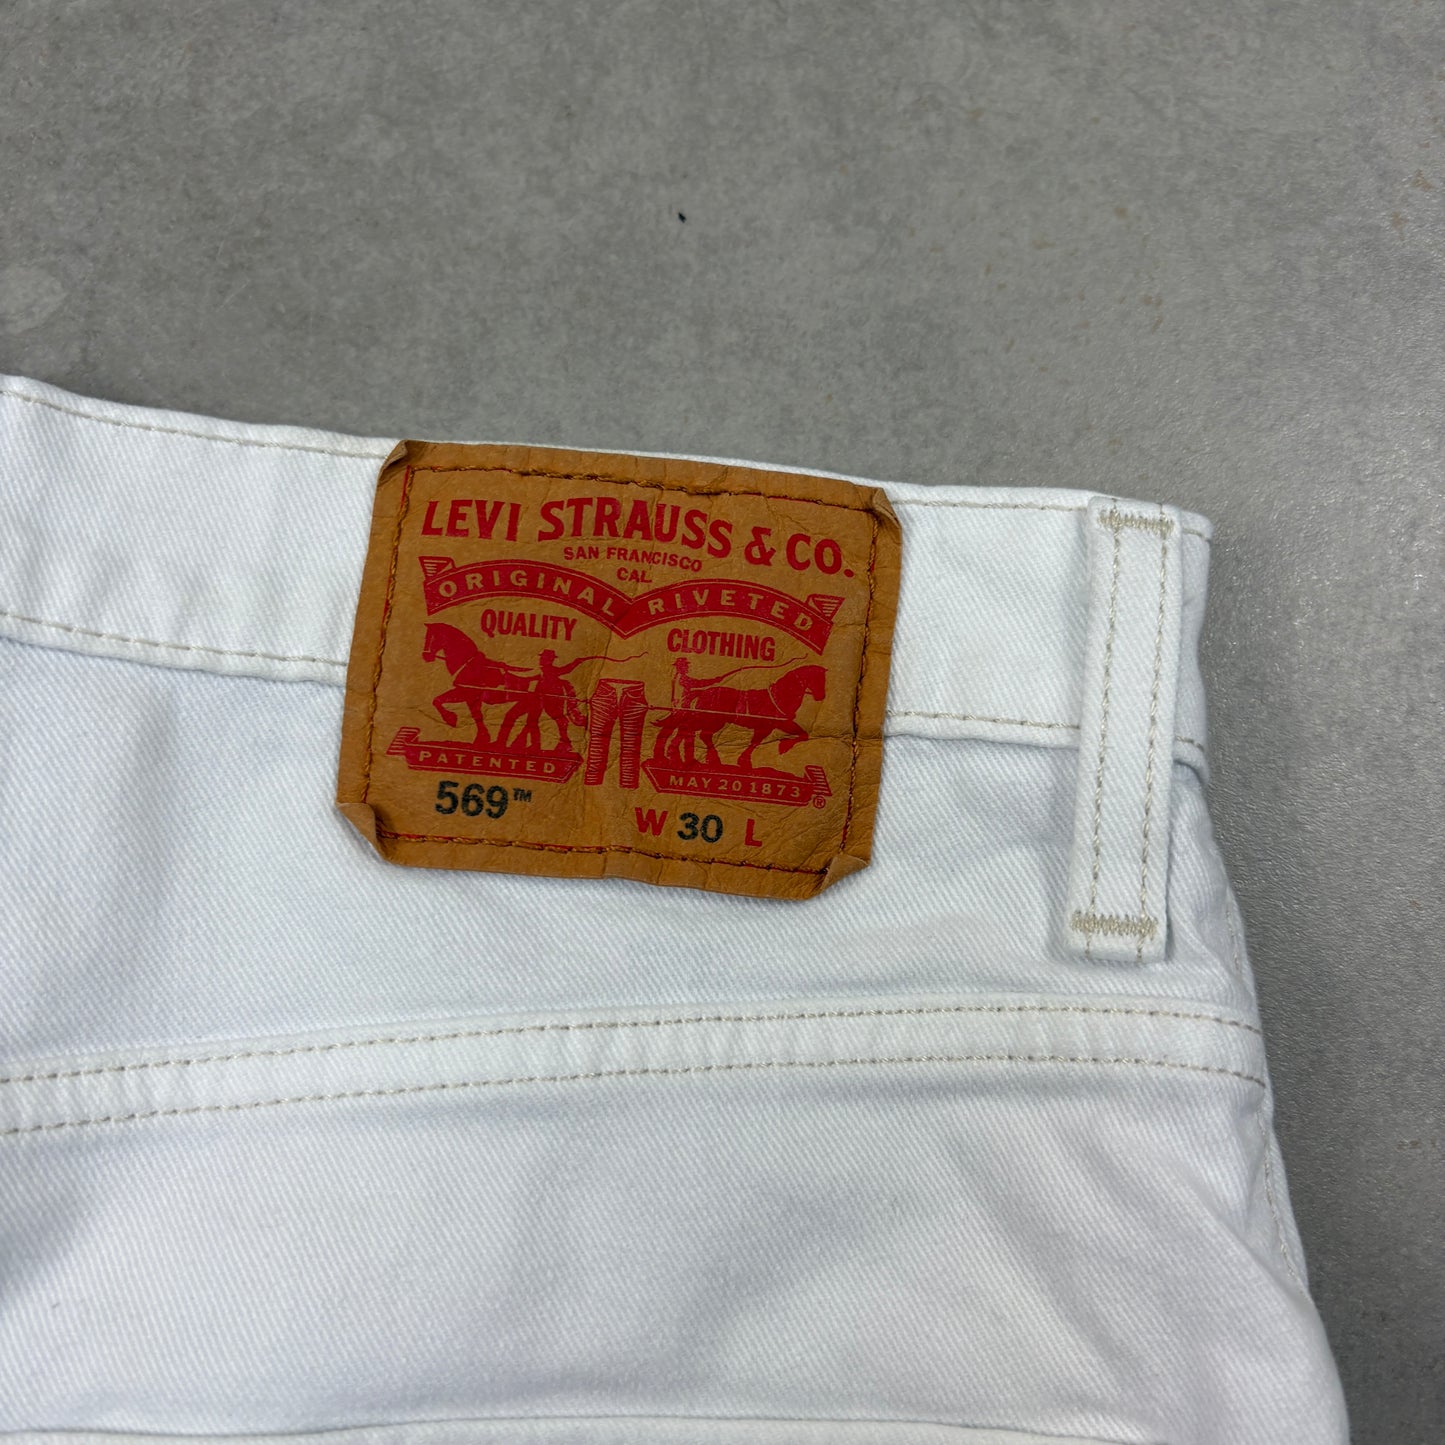 LEVI STRAUSS & CO.
SAN FRANCISCO
CAL.
ORIGINAL RIVETED
QUALITY CLOTHING
PATENTED MAY 20 1873 ®
569™ W 30 L